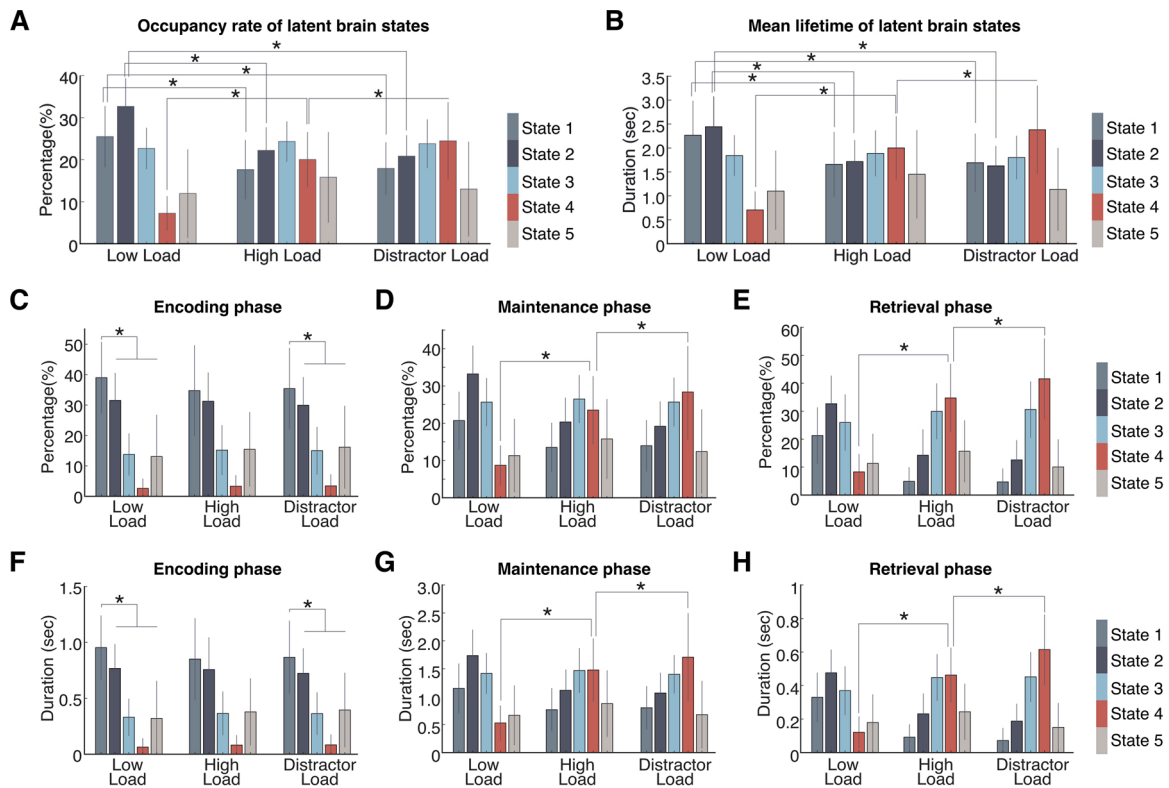 A
Occupancy rate of latent brain states
Percentage(%)
40
30
20
10
0
* * * * * *
Low Load High Load Distractor Load
State 1
State 2
State 3
State 4
State 5
B
Mean lifetime of latent brain states
Duration (sec)
3.5
3.0
2.5
2.0
1.5
1.0
0.5
0
* * * * * *
Low Load High Load Distractor Load
State 1
State 2
State 3
State 4
State 5
C
Encoding phase
Percentage(%)
50
40
30
20
10
0
* *
Low Load
High Load
Distractor Load
D
Maintenance phase
Percentage(%)
40
30
20
10
0
* *
Low Load
High Load
Distractor Load
E
Retrieval phase
Percentage(%)
60
50
40
30
20
10
0
* *
Low Load
High Load
Distractor Load
State 1
State 2
State 3
State 4
State 5
F
Encoding phase
Duration (sec)
1.5
1.0
0.5
0
* *
Low Load
High Load
Distractor Load
G
Maintenance phase
Duration (sec)
3.0
2.5
2.0
1.5
1.0
0.5
0
* *
Low Load
High Load
Distractor Load
H
Retrieval phase
Duration (sec)
1
0.8
0.6
0.4
0.2
0
* *
Low Load
High Load
Distractor Load
State 1
State 2
State 3
State 4
State 5